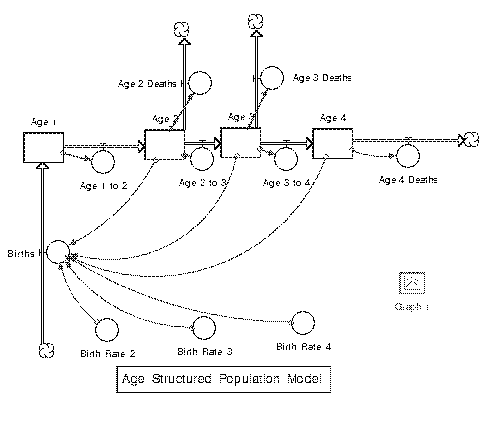 Age 2 Deaths
Age 3 Deaths
Age 1
Age 2
Age
Age 4
Age 1 to 2
Age 2 to 3
Age 3 to 4
Age 4 Deaths
Births
Graph 1
Birth Rate 2
Birth Rate 3
Birth Rate 4
Age Structured Population Model